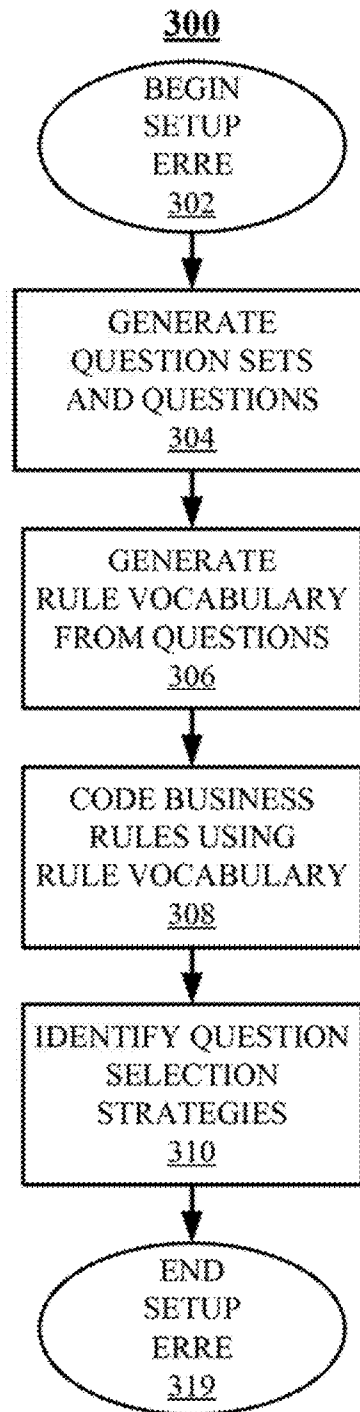 300
BEGIN
SETUP
ERRE
302
GENERATE
QUESTION SETS
AND QUESTIONS
304
GENERATE
RULE VOCABULARY
FROM QUESTIONS
306
CODE BUSINESS
RULES USING
RULE VOCABULARY
308
IDENTIFY QUESTION
SELECTION
STRATEGIES
310
END
SETUP
ERRE
319